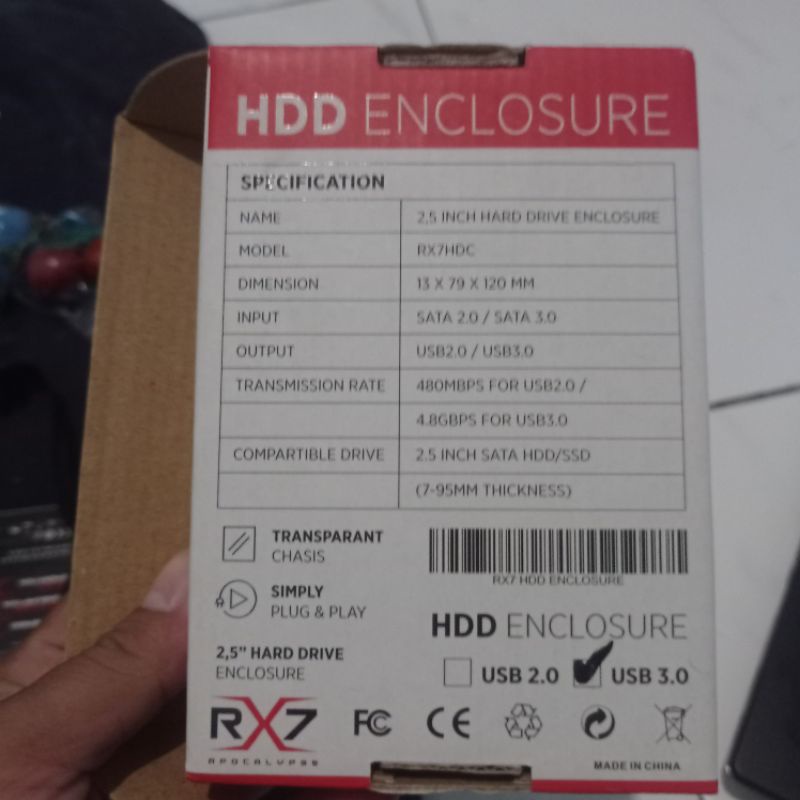 HDD ENCLOSURE
SPECIFICATION
NAME 2,5 INCH HARD DRIVE ENCLOSURE
MODEL RX7HDC
DIMENSION 13 X 79 X 120 MM
INPUT SATA 2.0 / SATA 3.0
OUTPUT USB2.0 / USB3.0
TRANSMISSION RATE 480MBPS FOR USB2.0 /
4.8GBPS FOR USB3.0
COMPARTIBLE DRIVE 2.5 INCH SATA HDD/SSD
(7-95MM THICKNESS)
TRANSPARANT
CHASIS
RX7 HDD ENCLOSURE
SIMPLY
PLUG & PLAY
HDD ENCLOSURE
2,5" HARD DRIVE
ENCLOSURE
USB 2.0 USB 3.0
RX7
APOCALYPSE
FC CE
MADE IN CHINA